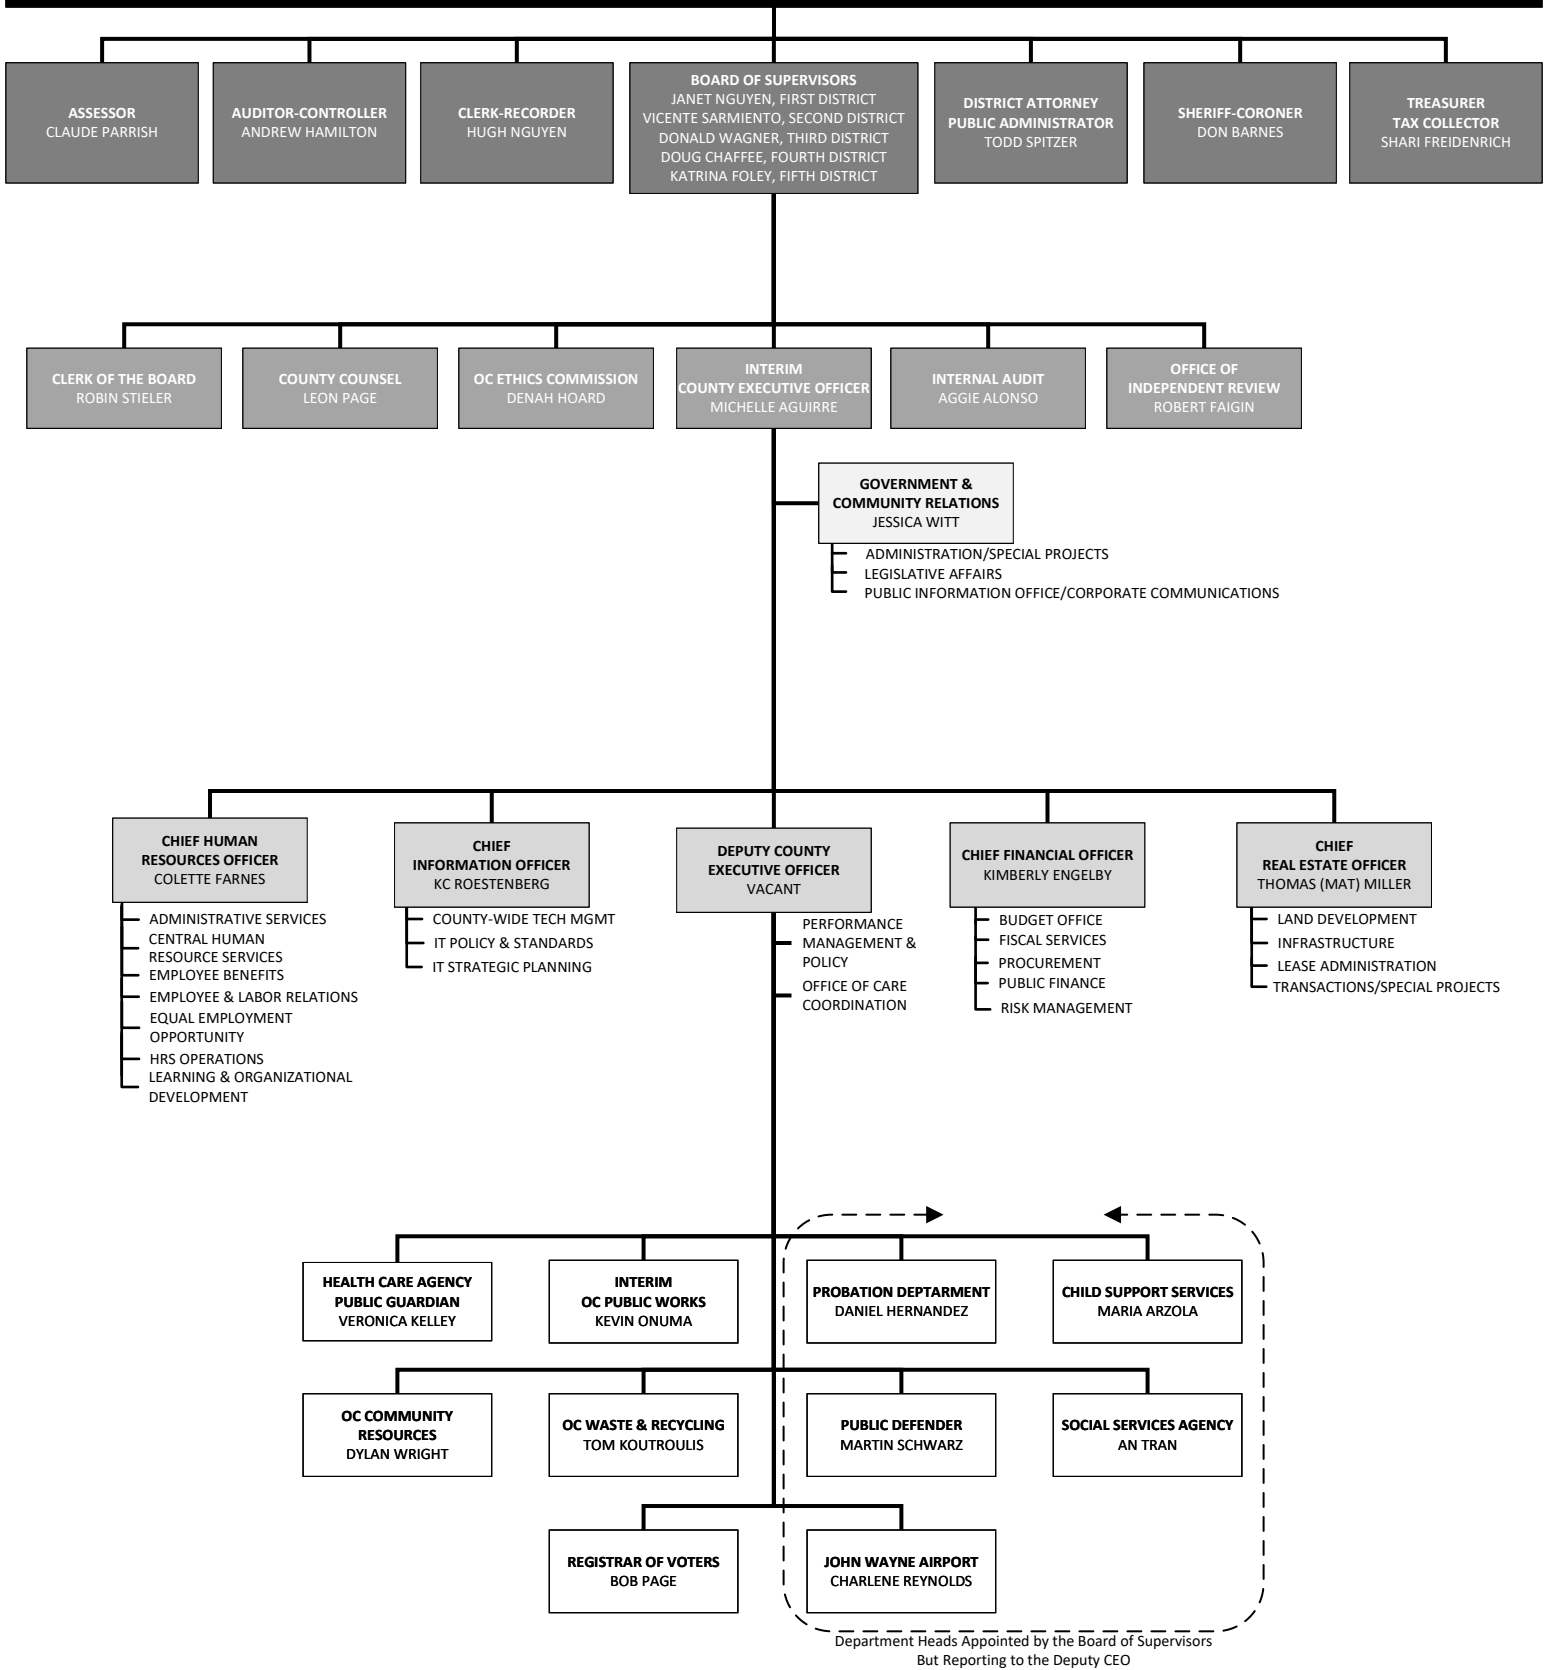 ASSESSOR
CLAUDE PARRISH
AUDITOR-CONTROLLER
ANDREW HAMILTON
CLERK-RECORDER
HUGH NGUYEN
BOARD OF SUPERVISORS
JANET NGUYEN, FIRST DISTRICT
VICENTE SARMIENTO, SECOND DISTRICT
DONALD WAGNER, THIRD DISTRICT
DOUG CHAFFEE, FOURTH DISTRICT
KATRINA FOLEY, FIFTH DISTRICT
DISTRICT ATTORNEY
PUBLIC ADMINISTRATOR
TODD SPITZER
SHERIFF-CORONER
DON BARNES
TREASURER
TAX COLLECTOR
SHARI FREIDENRICH
CLERK OF THE BOARD
ROBIN STIELER
COUNTY COUNSEL
LEON PAGE
OC ETHICS COMMISSION
DENAH HOARD
INTERIM
COUNTY EXECUTIVE OFFICER
MICHELLE AGUIRRE
INTERNAL AUDIT
AGGIE ALONSO
OFFICE OF
INDEPENDENT REVIEW
ROBERT FAIGIN
GOVERNMENT &
COMMUNITY RELATIONS
JESSICA WITT
ADMINISTRATION/SPECIAL PROJECTS
LEGISLATIVE AFFAIRS
PUBLIC INFORMATION OFFICE/CORPORATE COMMUNICATIONS
CHIEF HUMAN
RESOURCES OFFICER
COLETTE FARNES
ADMINISTRATIVE SERVICES
CENTRAL HUMAN
RESOURCE SERVICES
EMPLOYEE BENEFITS
EMPLOYEE & LABOR RELATIONS
EQUAL EMPLOYMENT
OPPORTUNITY
HRS OPERATIONS
LEARNING & ORGANIZATIONAL
DEVELOPMENT
CHIEF
INFORMATION OFFICER
KC ROESTENBERG
COUNTY-WIDE TECH MGMT
IT POLICY & STANDARDS
IT STRATEGIC PLANNING
DEPUTY COUNTY
EXECUTIVE OFFICER
VACANT
PERFORMANCE
MANAGEMENT &
POLICY
OFFICE OF CARE
COORDINATION
CHIEF FINANCIAL OFFICER
KIMBERLY ENGELBY
BUDGET OFFICE
FISCAL SERVICES
PROCUREMENT
PUBLIC FINANCE
RISK MANAGEMENT
CHIEF
REAL ESTATE OFFICER
THOMAS (MAT) MILLER
LAND DEVELOPMENT
INFRASTRUCTURE
LEASE ADMINISTRATION
TRANSACTIONS/SPECIAL PROJECTS
HEALTH CARE AGENCY
PUBLIC GUARDIAN
VERONICA KELLEY
INTERIM
OC PUBLIC WORKS
KEVIN ONUMA
PROBATION DEPTARMENT
DANIEL HERNANDEZ
CHILD SUPPORT SERVICES
MARIA ARZOLA
OC COMMUNITY
RESOURCES
DYLAN WRIGHT
OC WASTE & RECYCLING
TOM KOUTROULIS
PUBLIC DEFENDER
MARTIN SCHWARZ
SOCIAL SERVICES AGENCY
AN TRAN
REGISTRAR OF VOTERS
BOB PAGE
JOHN WAYNE AIRPORT
CHARLENE REYNOLDS
Department Heads Appointed by the Board of Supervisors
But Reporting to the Deputy CEO